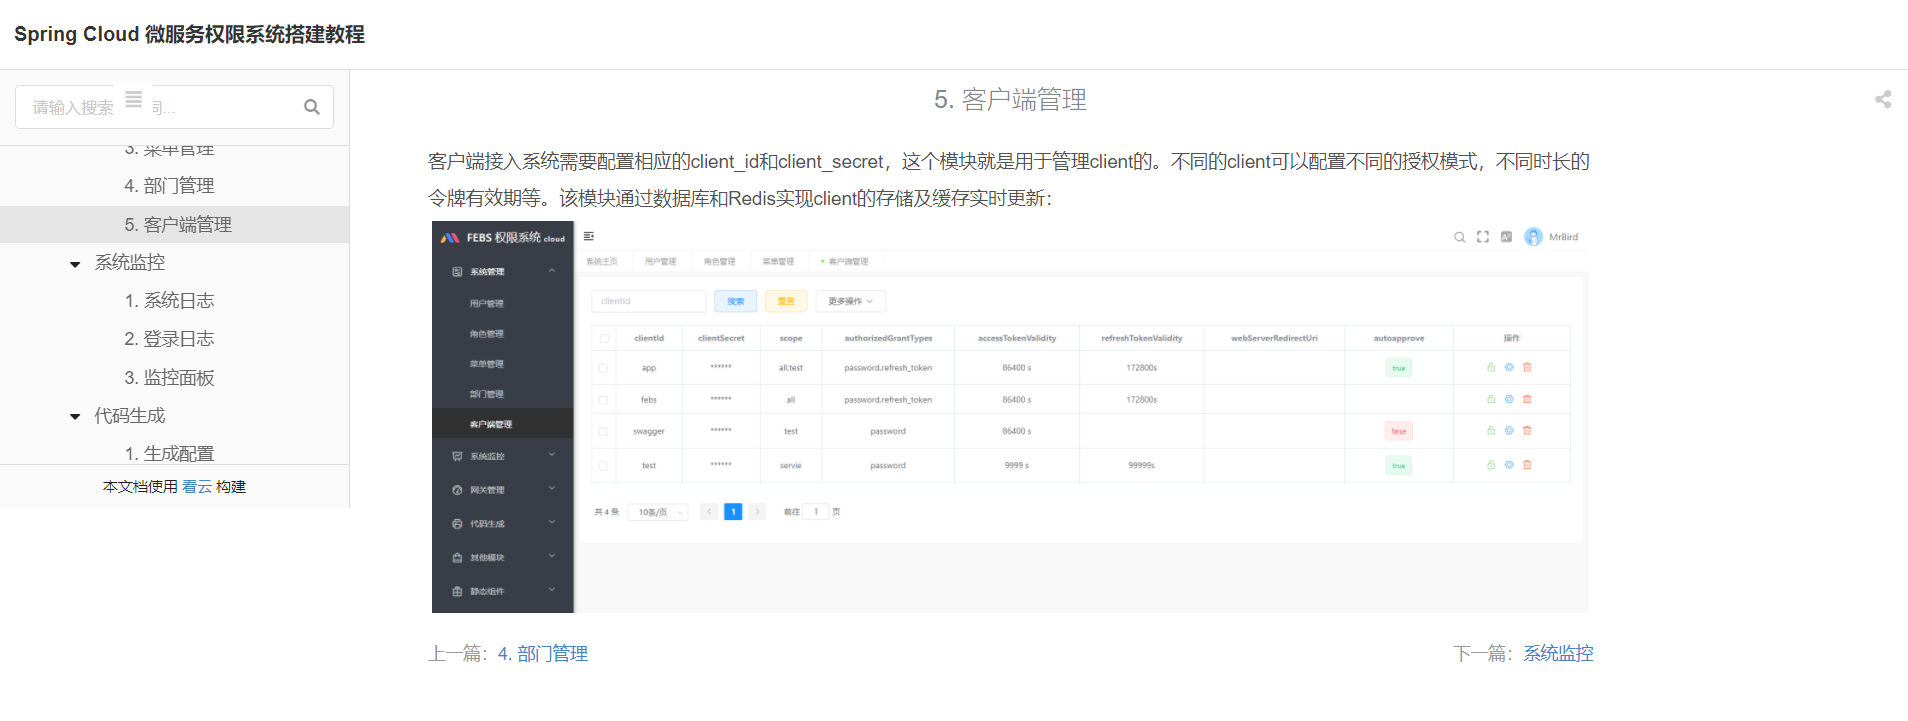 Spring Cloud 微服务权限系统搭建教程
请输入搜索 词...
3. 菜单管理
4. 部门管理
5. 客户端管理
系统监控
1. 系统日志
2. 登录日志
3. 监控面板
代码生成
1. 生成配置
本文档使用 看云 构建
5. 客户端管理
客户端接入系统需要配置相应的client_id和client_secret，这个模块就是用于管理client的。不同的client可以配置不同的授权模式，不同时长的
令牌有效期等。该模块通过数据库和Redis实现client的存储及缓存实时更新：
FEBS 权限系统 cloud
MrBird
系统管理
用户管理
角色管理
菜单管理
部门管理
客户端管理
系统监控
网关管理
代码生成
其他模块
静态组件
系统主页 用户管理 角色管理 菜单管理 客户端管理
clientId 搜索 重置 更多操作
clientId clientSecret scope authorizedGrantTypes accessTokenValidity refreshTokenValidity webServerRedirectUri autoapprove 操作
app ****** all,test password,refresh_token 86400 s 172800s true
febs ****** all password,refresh_token 86400 s 172800s
swagger ****** test password 86400 s false
test ****** servie password 9999 s 99999s true
共 4 条 10条/页 1 前往 1 页
上一篇：4. 部门管理
下一篇：系统监控